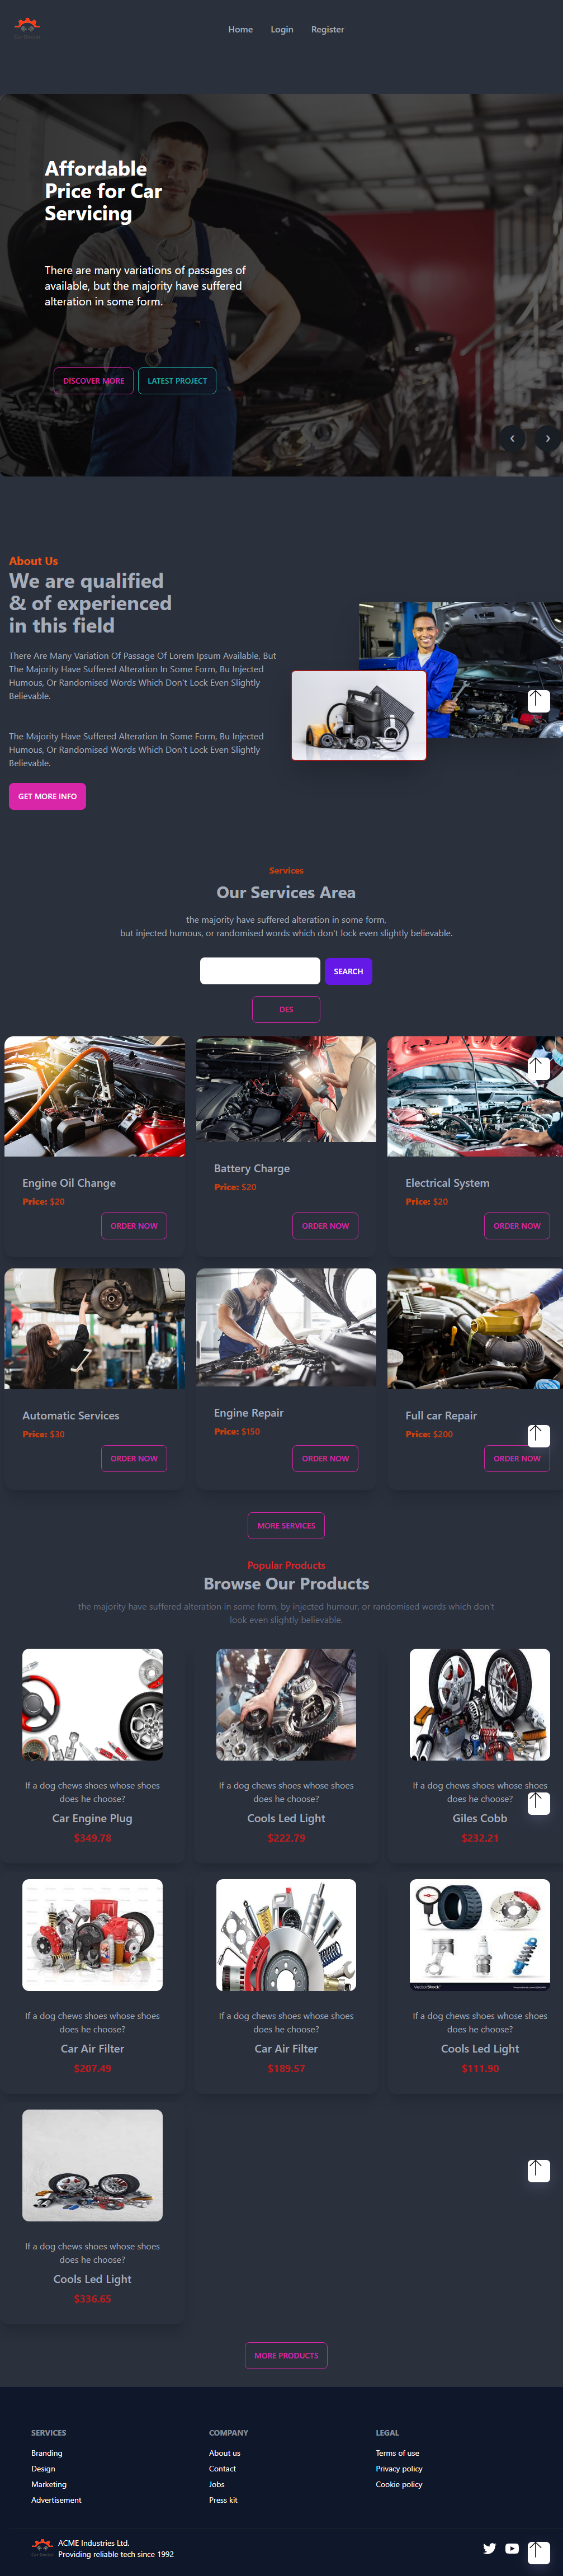 Home Login Register
Affordable
Price for Car
Servicing
There are many variations of passages of
available, but the majority have suffered
alteration in some form.
DISCOVER MORE LATEST PROJECT
About Us
We are qualified
& of experienced
in this field
There Are Many Variation Of Passage Of Lorem Ipsum Available, But
The Majority Have Suffered Alteration In Some Form, Bu Injected
Humous, Or Randomised Words Which Don't Lock Even Slightly
Believable.
The Majority Have Suffered Alteration In Some Form, Bu Injected
Humous, Or Randomised Words Which Don't Lock Even Slightly
Believable.
GET MORE INFO
Services
Our Services Area
the majority have suffered alteration in some form,
but injected humous, or randomised words which don't lock even slightly believable.
SEARCH
DES
Engine Oil Change
Price: $20
ORDER NOW
Battery Charge
Price: $20
ORDER NOW
Electrical System
Price: $20
ORDER NOW
Automatic Services
Price: $30
ORDER NOW
Engine Repair
Price: $150
ORDER NOW
Full car Repair
Price: $200
ORDER NOW
MORE SERVICES
Popular Products
Browse Our Products
the majority have suffered alteration in some form, by injected humour, or randomised words which don't
look even slightly believable.
If a dog chews shoes whose shoes
does he choose?
Car Engine Plug
$349.78
If a dog chews shoes whose shoes
does he choose?
Cools Led Light
$222.79
If a dog chews shoes whose shoes
does he choose?
Giles Cobb
$232.21
If a dog chews shoes whose shoes
does he choose?
Car Air Filter
$207.49
If a dog chews shoes whose shoes
does he choose?
Car Air Filter
$189.57
VectorStock
If a dog chews shoes whose shoes
does he choose?
Cools Led Light
$111.90
If a dog chews shoes whose shoes
does he choose?
Cools Led Light
$336.65
MORE PRODUCTS
SERVICES
Branding
Design
Marketing
Advertisement
COMPANY
About us
Contact
Jobs
Press kit
LEGAL
Terms of use
Privacy policy
Cookie policy
ACME Industries Ltd.
Providing reliable tech since 1992